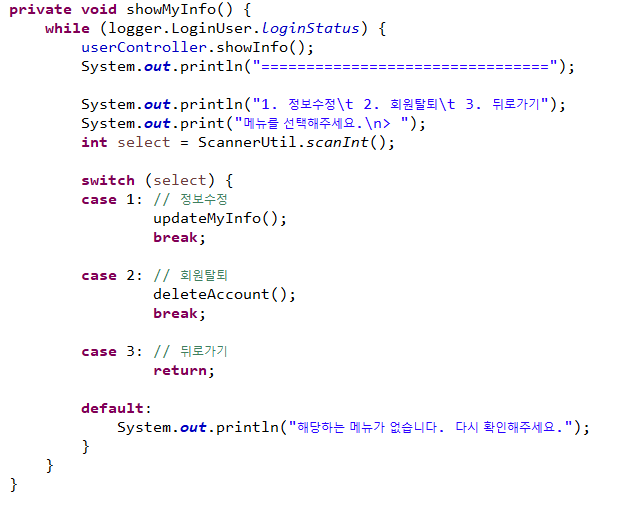 private void showMyInfo() {
while (logger.LoginUser.loginStatus) {
userController.showInfo();
System.out.println("================================");
System.out.println("1. 정보수정\t 2. 회원탈퇴\t 3. 뒤로가기");
System.out.print("메뉴를 선택해주세요.\n> ");
int select = ScannerUtil.scanInt();
switch (select) {
case 1: // 정보수정
updateMyInfo();
break;
case 2: // 회원탈퇴
deleteAccount();
break;
case 3: // 뒤로가기
return;
default:
System.out.println("해당하는 메뉴가 없습니다. 다시 확인해주세요.");
}
}
}